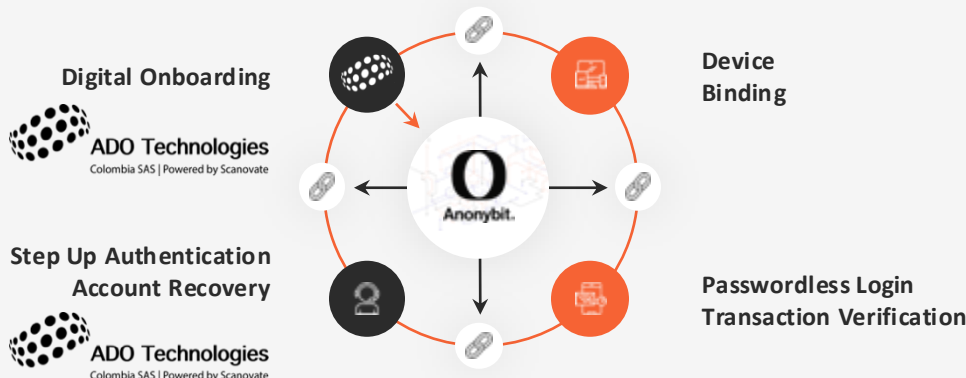 Digital Onboarding
ADO Technologies
Colombia SAS | Powered by Scanovate
Device
Binding
Anonybit
Step Up Authentication
Account Recovery
ADO Technologies
Colombia SAS | Powered by Scanovate
Passwordless Login
Transaction Verification